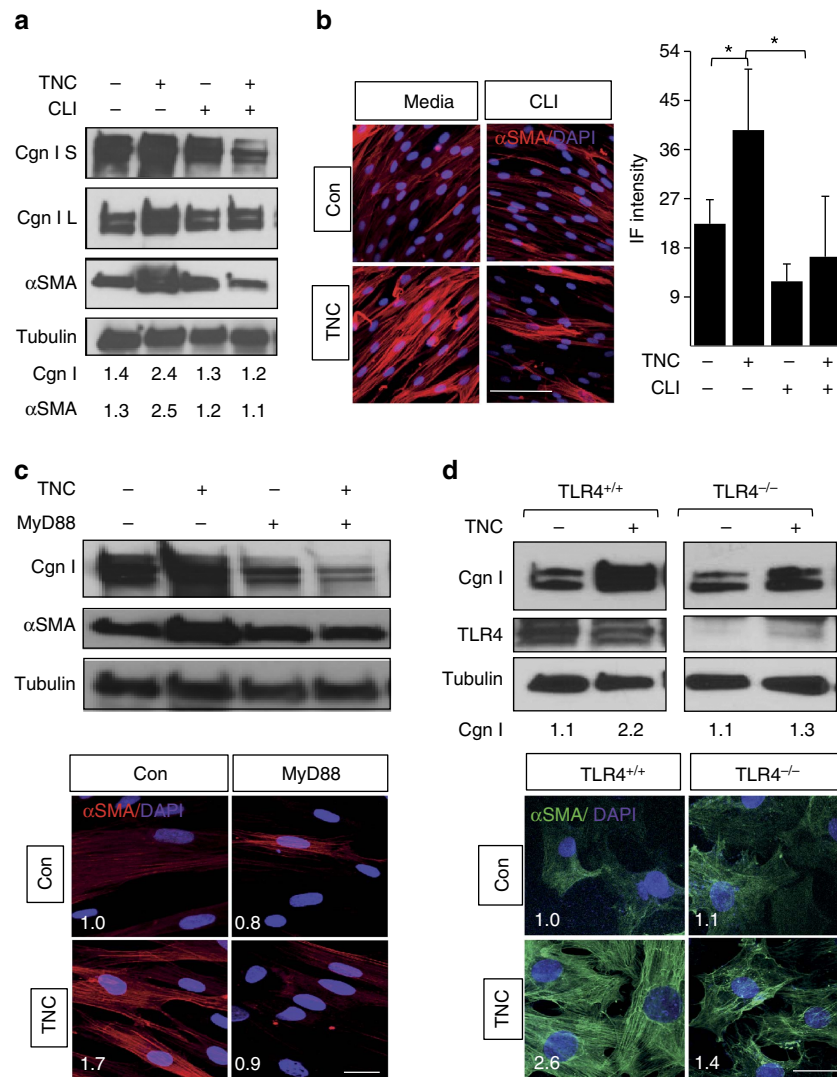 a
TNC – + – +
CLI – – + +
Cgn I S
Cgn I L
αSMA
Tubulin
Cgn I 1.4 2.4 1.3 1.2
αSMA 1.3 2.5 1.2 1.1
b
Media CLI
αSMA/DAPI
Con
TNC
54
45
36
27
18
9
IF intensity
* *
TNC – + – +
CLI – – + +
c
TNC – + – +
MyD88 – – + +
Cgn I
αSMA
Tubulin
Con MyD88
αSMA/DAPI
Con
1.0 0.8
TNC
1.7 0.9
d
TLR4+/+ TLR4–/–
TNC – + – +
Cgn I
TLR4
Tubulin
Cgn I 1.1 2.2 1.1 1.3
TLR4+/+ TLR4–/–
αSMA/ DAPI
Con
1.0 1.1
TNC
2.6 1.4